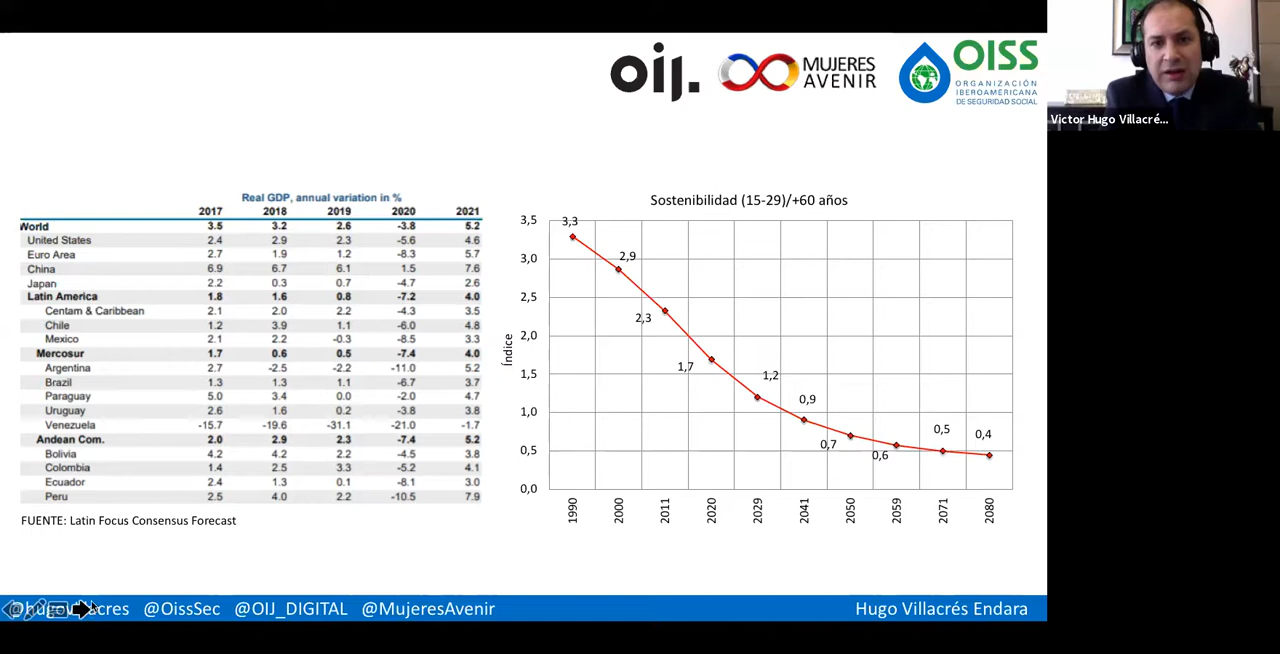 oij.
MUJERES
AVENIR
OISS
ORGANIZACIÓN
IBEROAMERICANA
DE SEGURIDAD SOCIAL
Victor Hugo Villacré...
Real GDP, annual variation in %
2017 2018 2019 2020 2021
World 3.5 3.2 2.6 -3.8 5.2
United States 2.4 2.9 2.3 -5.6 4.6
Euro Area 2.7 1.9 1.2 -8.3 5.7
China 6.9 6.7 6.1 1.5 7.6
Japan 2.2 0.3 0.7 -4.7 2.6
Latin America 1.8 1.6 0.8 -7.2 4.0
Centam & Caribbean 2.1 2.0 2.2 -4.3 3.5
Chile 1.2 3.9 1.1 -6.0 4.8
Mexico 2.1 2.2 -0.3 -8.5 3.3
Mercosur 1.7 0.6 0.5 -7.4 4.0
Argentina 2.7 -2.5 -2.2 -11.0 5.2
Brazil 1.3 1.3 1.1 -6.7 3.7
Paraguay 5.0 3.4 0.0 -2.0 4.7
Uruguay 2.6 1.6 0.2 -3.8 3.8
Venezuela -15.7 -19.6 -31.1 -21.0 -1.7
Andean Com. 2.0 2.9 2.3 -7.4 5.2
Bolivia 4.2 4.2 2.2 -4.5 3.8
Colombia 1.4 2.5 3.3 -5.2 4.1
Ecuador 2.4 1.3 0.1 -8.1 3.0
Peru 2.5 4.0 2.2 -10.5 7.9
FUENTE: Latin Focus Consensus Forecast
Sostenibilidad (15-29)/+60 años
Índice
3,5
3,0
2,5
2,0
1,5
1,0
0,5
0,0
3,3
2,9
2,3
1,7
1,2
0,9
0,7
0,6
0,5
0,4
1990 2000 2011 2020 2029 2041 2050 2059 2071 2080
@hugovillacres @OissSec @OIJ_DIGITAL @MujeresAvenir
Hugo Villacrés Endara